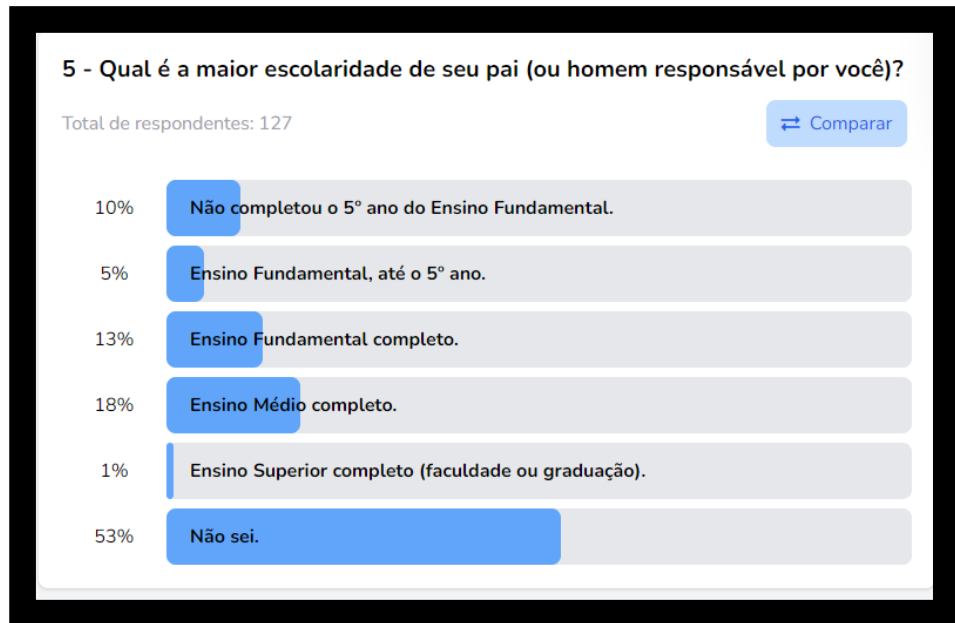 5 - Qual é a maior escolaridade de seu pai (ou homem responsável por você)?
Total de respondentes: 127
Comparar
10% Não completou o 5º ano do Ensino Fundamental.
5% Ensino Fundamental, até o 5º ano.
13% Ensino Fundamental completo.
18% Ensino Médio completo.
1% Ensino Superior completo (faculdade ou graduação).
53% Não sei.